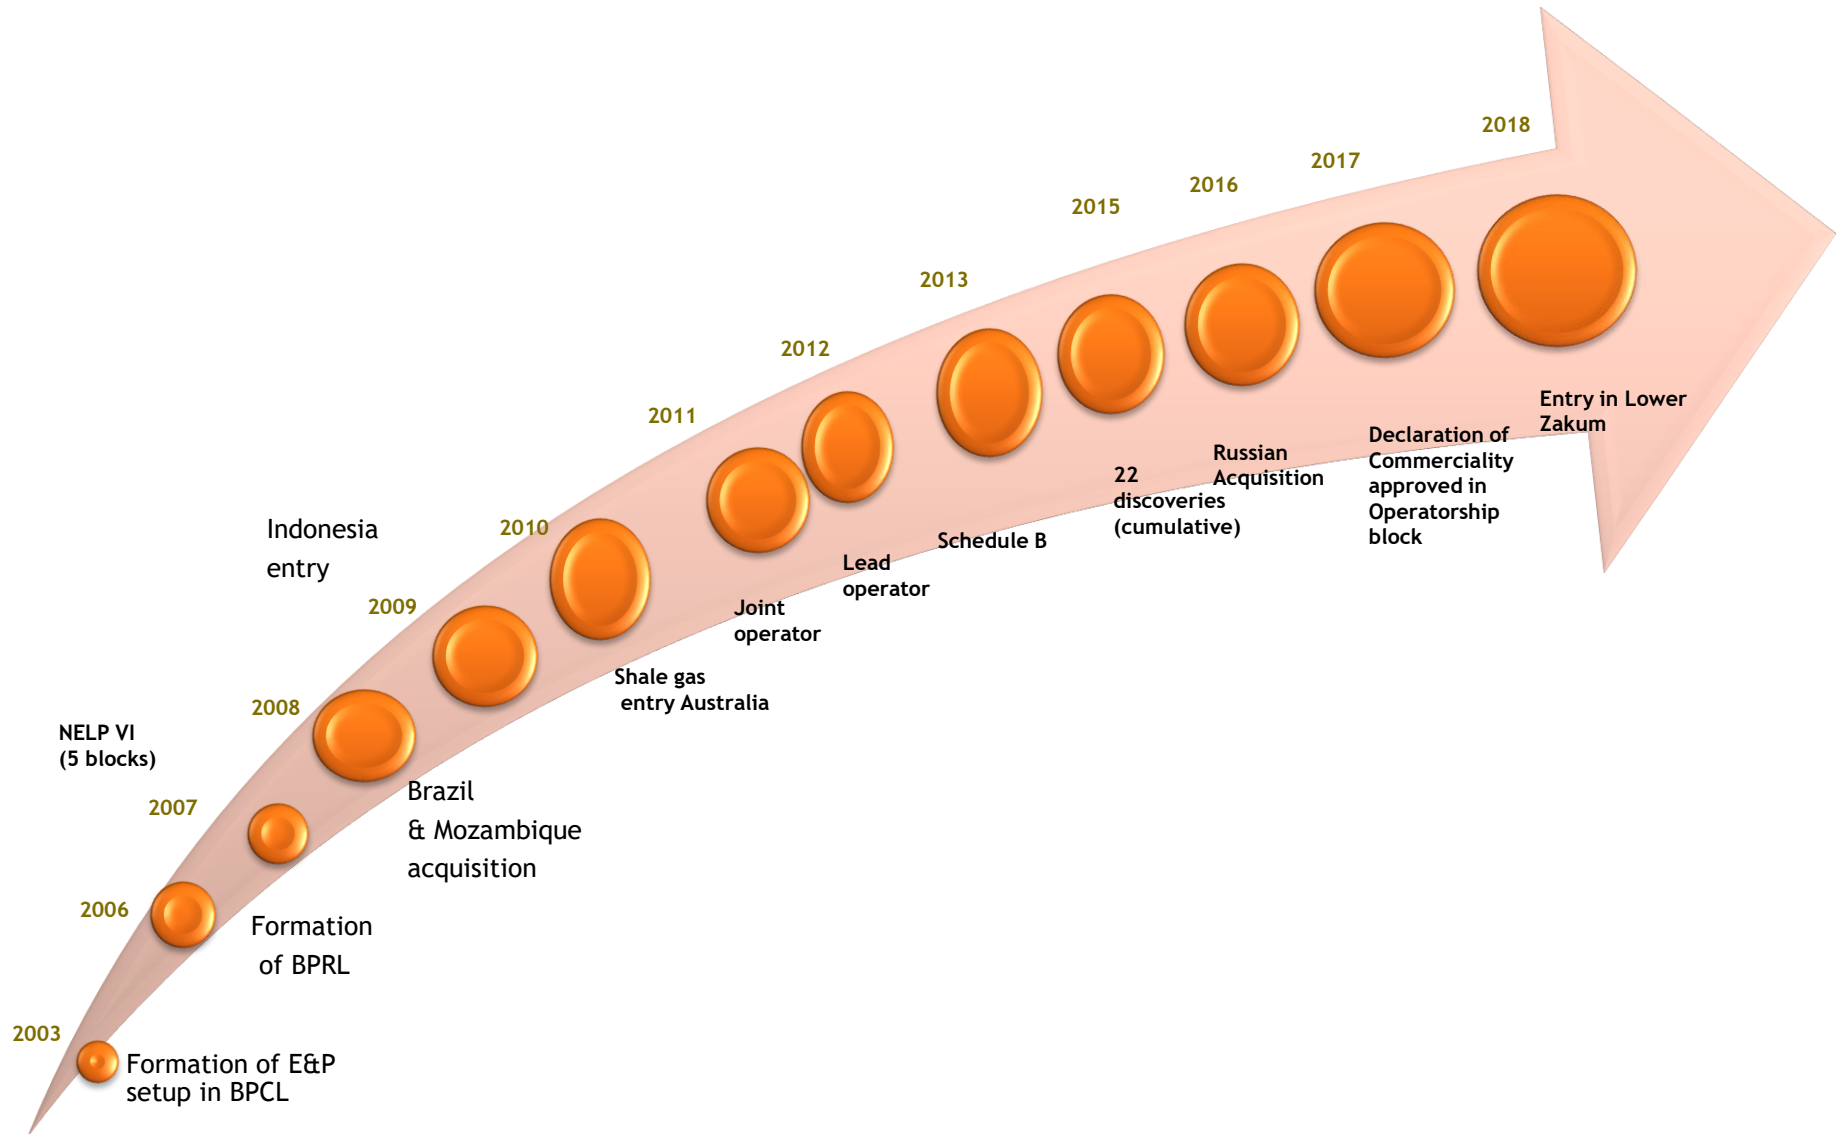 2003
Formation of E&P
setup in BPCL
2006
Formation
of BPRL
2007
NELP VI
(5 blocks)
2008
Brazil
& Mozambique
acquisition
2009
Indonesia
entry
2010
Shale gas
entry Australia
2011
Joint
operator
2012
Lead
operator
2013
Schedule B
2015
22
discoveries
(cumulative)
2016
Russian
Acquisition
2017
Declaration of
Commerciality
approved in
Operatorship
block
2018
Entry in Lower
Zakum